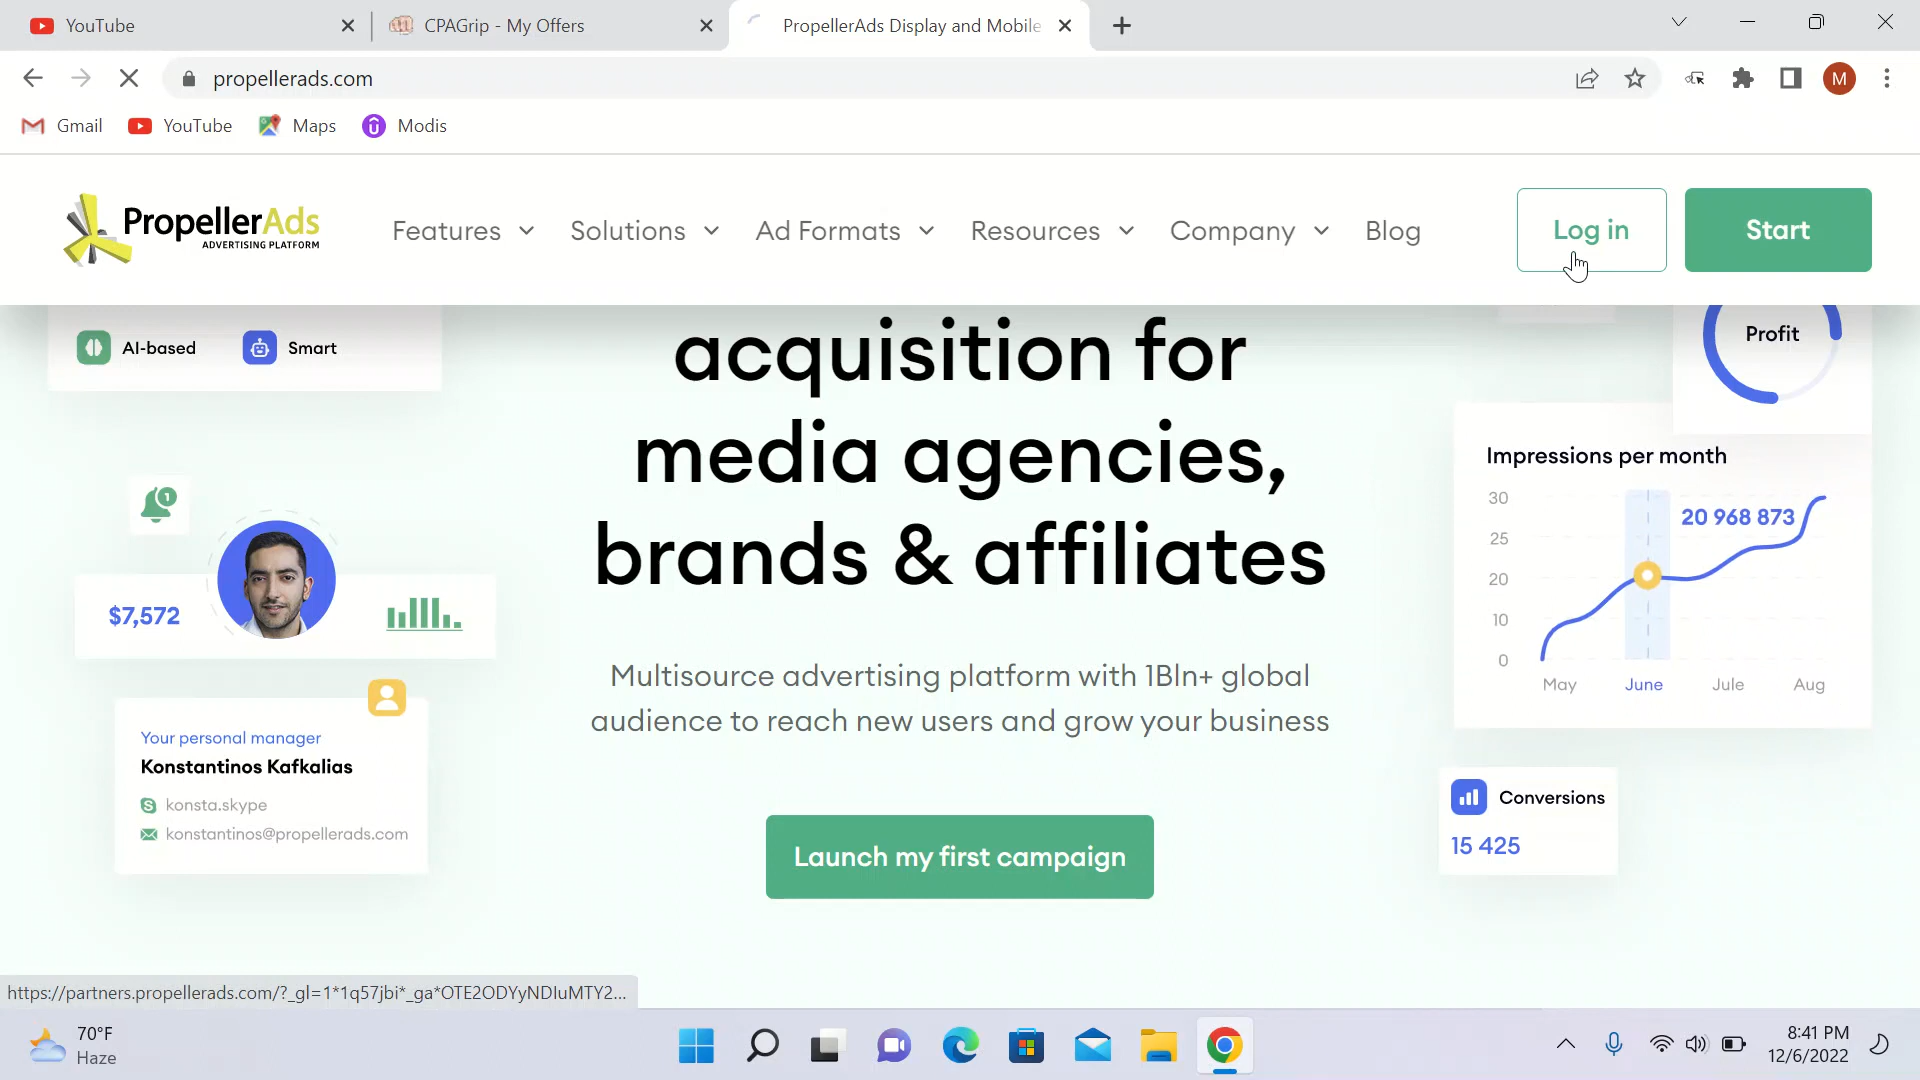 YouTube
CPAGrip - My Offers
PropellerAds Display and Mobile
propellerads.com
M
Gmail
YouTube
Maps
Modis
PropellerAds
ADVERTISING PLATFORM
Features
Solutions
Ad Formats
Resources
Company
Blog
Log in
Start
AI-based
Smart
acquisition for
media agencies,
brands & affiliates
Profit
1
$7,572
Your personal manager
Konstantinos Kafkalias
konsta.skype
konstantinos@propellerads.com
Multisource advertising platform with 1Bln+ global
audience to reach new users and grow your business
Launch my first campaign
Impressions per month
30
20 968 873
25
20
10
0
May
June
Jule
Aug
Conversions
15 425
https://partners.propellerads.com/?_gl=1*1q57jbi*_ga*OTE2ODYyNDIuMTY2...
70°F
Haze
8:41 PM
12/6/2022